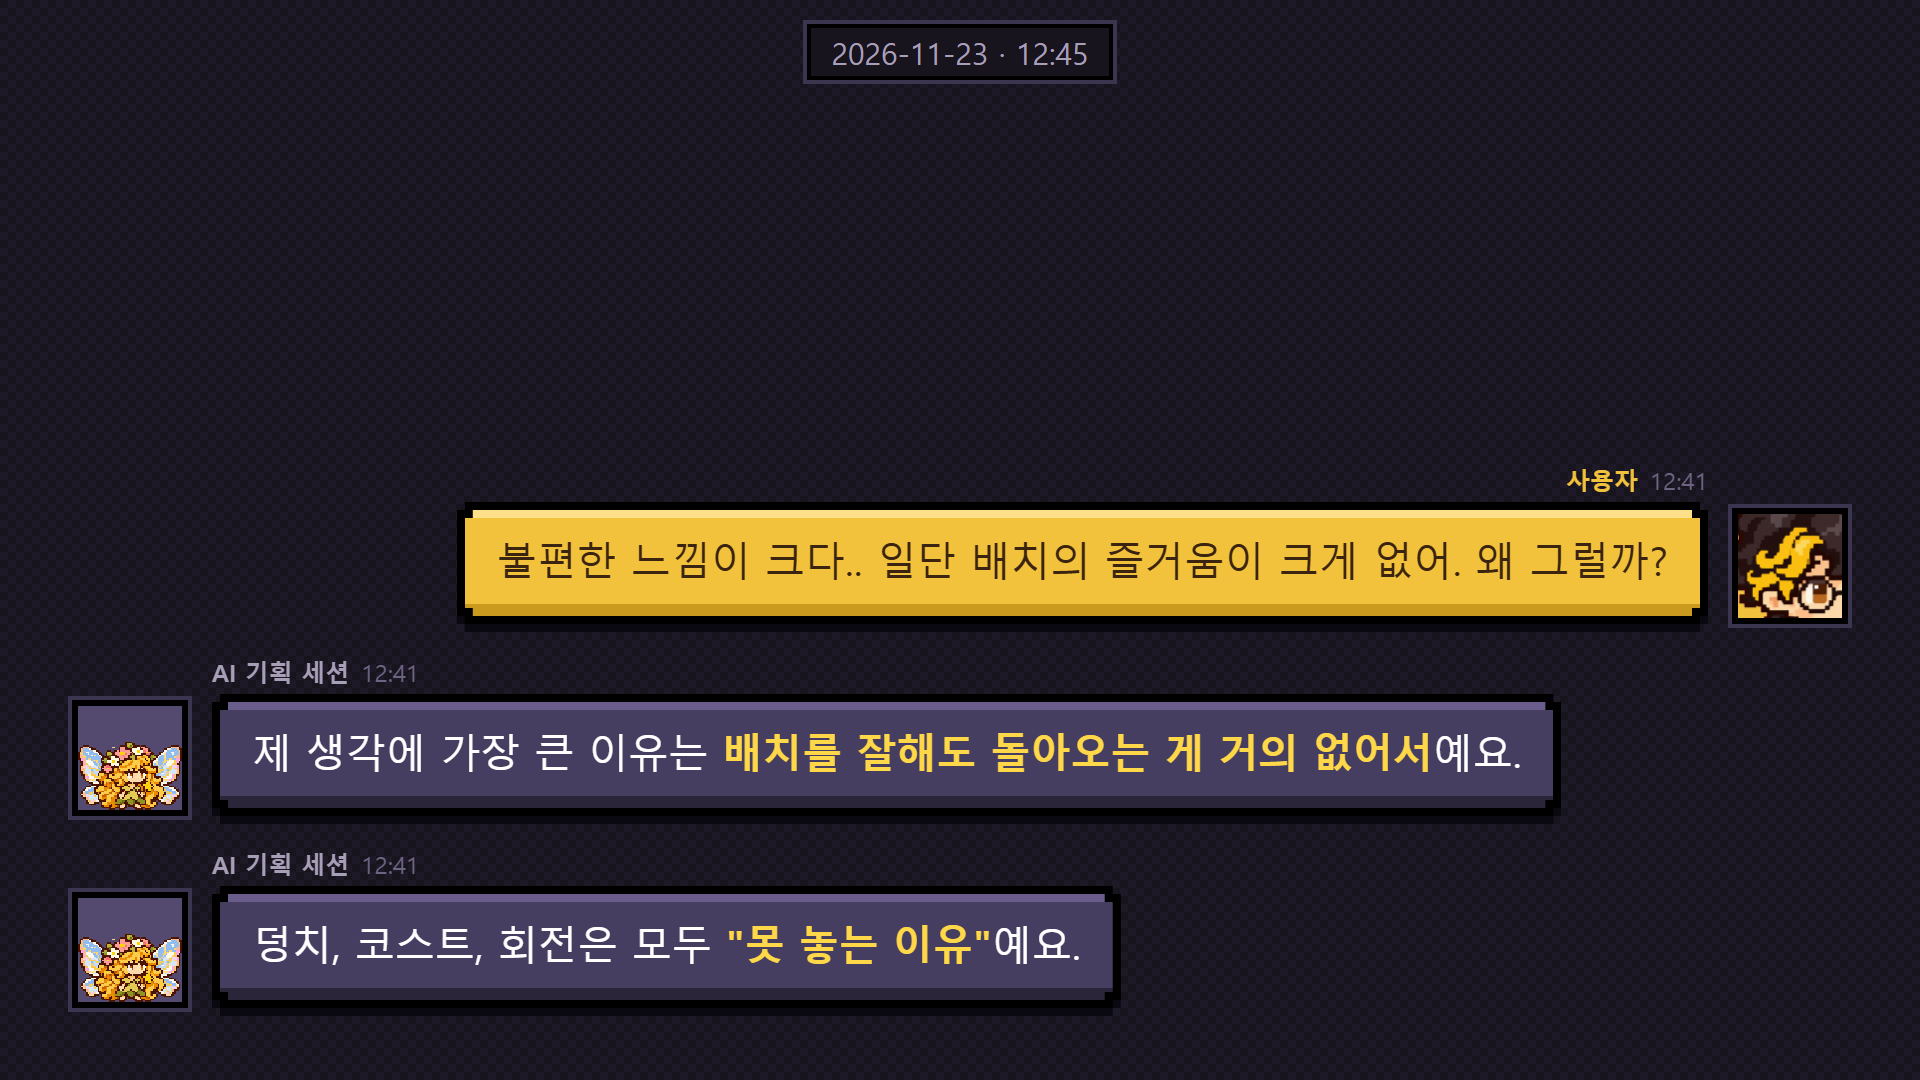 2026-11-23 · 12:45
사용자 12:41
불편한 느낌이 크다.. 일단 배치의 즐거움이 크게 없어. 왜 그럴까?
AI 기획 세션 12:41
제 생각에 가장 큰 이유는 배치를 잘해도 돌아오는 게 거의 없어서예요.
AI 기획 세션 12:41
덩치, 코스트, 회전은 모두 "못 놓는 이유"예요.